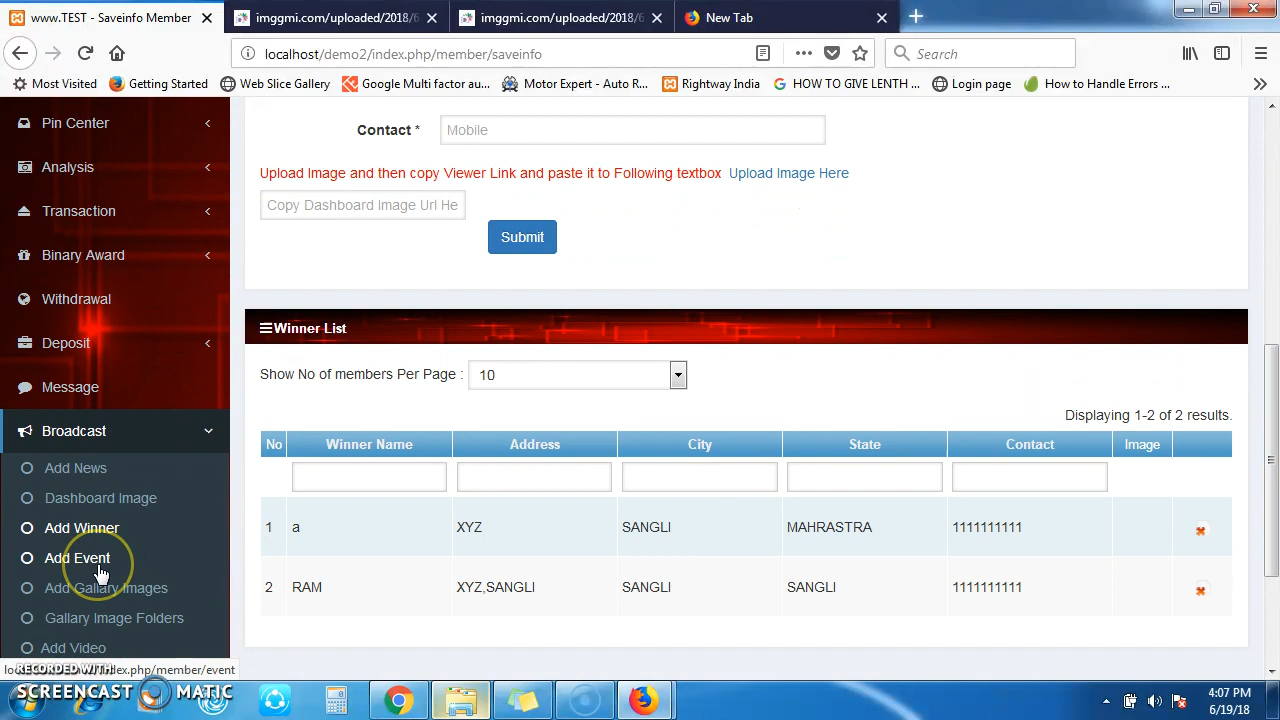 www.TEST - Saveinfo Member
imggmi.com/uploaded/2018/6
imggmi.com/uploaded/2018/6
New Tab
localhost/demo2/index.php/member/saveinfo
Search
Most Visited
Getting Started
Web Slice Gallery
Google Multi factor au...
Motor Expert - Auto R...
Rightway India
HOW TO GIVE LENTH ...
Login page
How to Handle Errors ...
Pin Center
Analysis
Transaction
Binary Award
Withdrawal
Deposit
Message
Broadcast
Add News
Dashboard Image
Add Winner
Add Event
Add Gallary Images
Gallary Image Folders
Add Video
Contact *
Mobile
Upload Image and then copy Viewer Link and paste it to Following textbox Upload Image Here
Copy Dashboard Image Url He
Submit
Winner List
Show No of members Per Page : 10
Displaying 1-2 of 2 results.
No Winner Name Address City State Contact Image
1 a XYZ SANGLI MAHRASTRA 1111111111
2 RAM XYZ,SANGLI SANGLI SANGLI 1111111111
RECORDED WITH
dex.php/member/event
SCREENCAST MATIC
4:07 PM
6/19/18